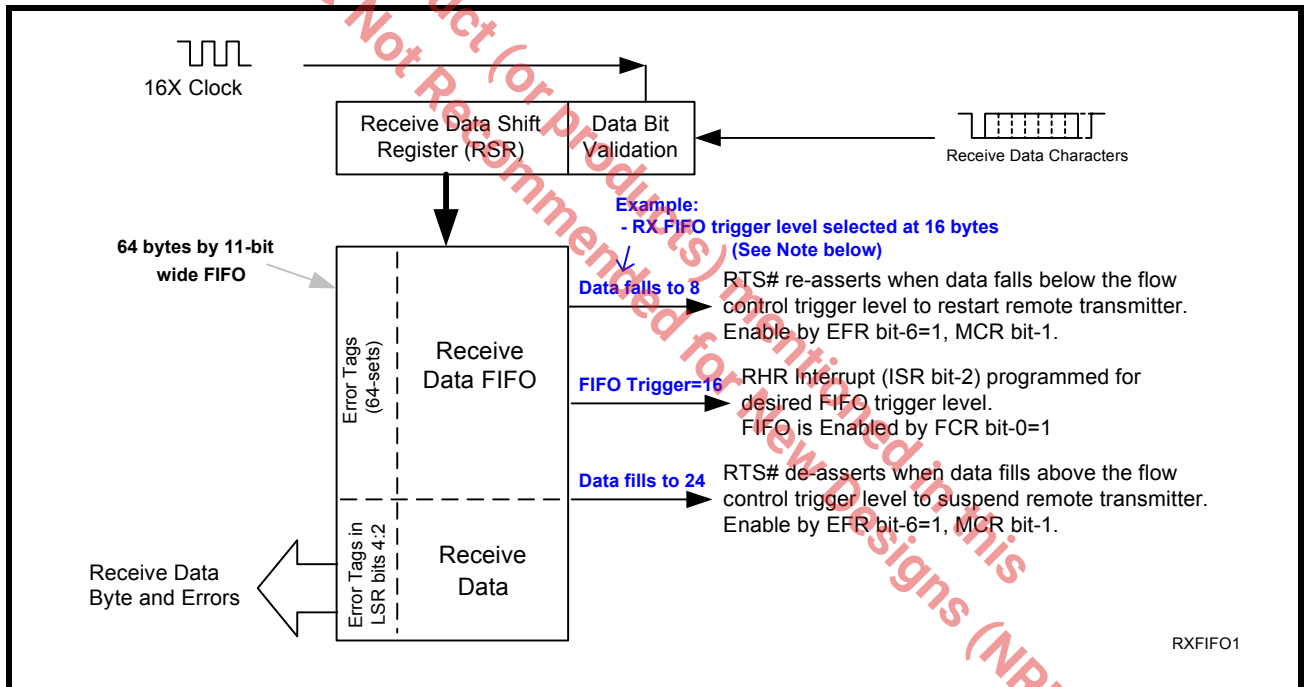 16X Clock
Receive Data Shift
Register (RSR)
Data Bit
Validation
Receive Data Characters
64 bytes by 11-bit
wide FIFO
Example:
- RX FIFO trigger level selected at 16 bytes
(See Note below)
Data falls to 8
RTS# re-asserts when data falls below the flow
control trigger level to restart remote transmitter.
Enable by EFR bit-6=1, MCR bit-1.
Error Tags
(64-sets)
Receive
Data FIFO
FIFO Trigger=16
RHR Interrupt (ISR bit-2) programmed for
desired FIFO trigger level.
FIFO is Enabled by FCR bit-0=1
Data fills to 24
RTS# de-asserts when data fills above the flow
control trigger level to suspend remote transmitter.
Enable by EFR bit-6=1, MCR bit-1.
Error Tags in
LSR bits 4:2
Receive
Data
Receive Data
Byte and Errors
RXFIFO1
(or products) mentioned in this
Not Recommended for New Designs